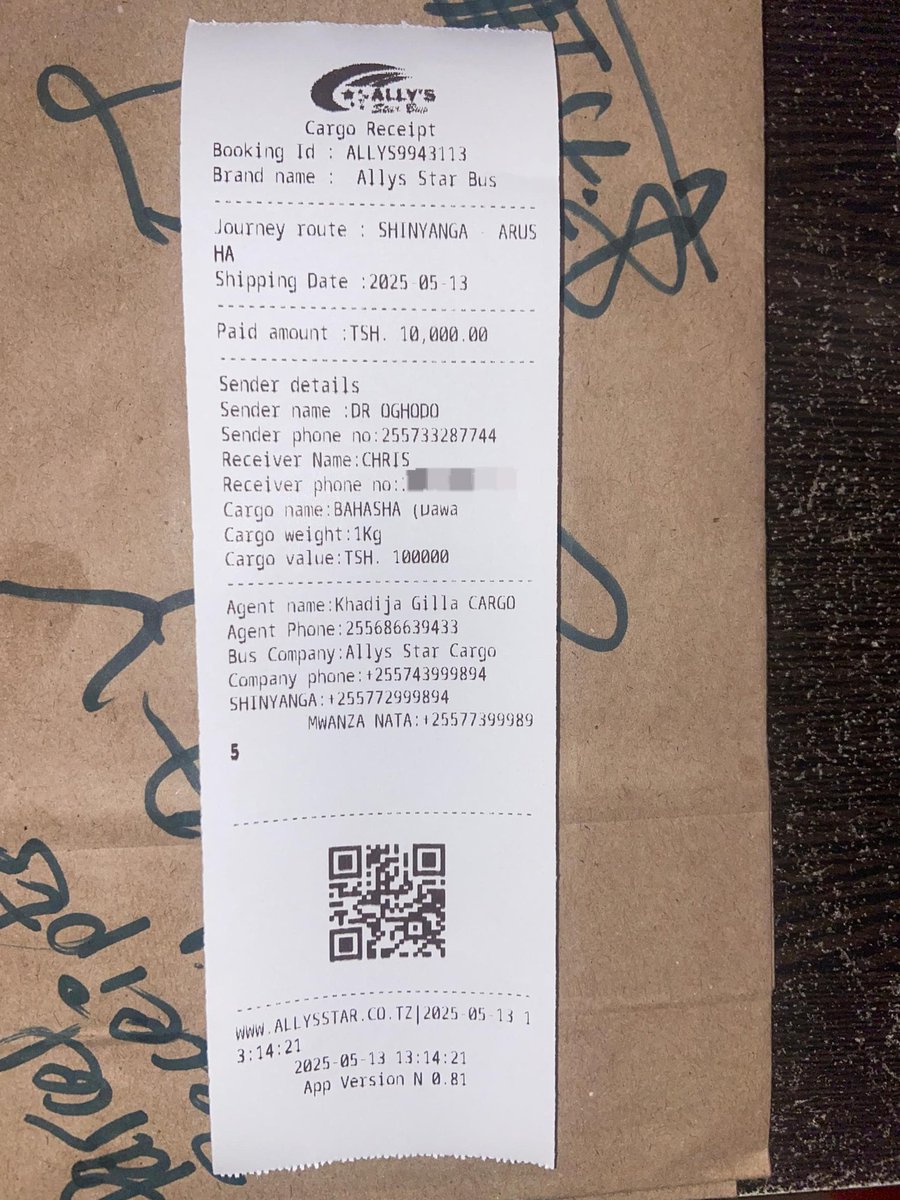 ALLY'S
Star Bus
Cargo Receipt
Booking Id : ALLYS9943113
Brand name : Allys Star Bus
Journey route : SHINYANGA - ARUS
HA
Shipping Date :2025-05-13
Paid amount :TSH. 10,000.00
Sender details
Sender name :DR OGHODO
Sender phone no:255733287744
Receiver Name:CHRIS
Receiver phone no:
Cargo name:BAHASHA (Dawa
Cargo weight:1Kg
Cargo value:TSH. 100000
Agent name:Khadija Gilla CARGO
Agent Phone:255686639433
Bus Company:Allys Star Cargo
Company phone:+255743999894
SHINYANGA:+255772999894
MWANZA NATA:+25577399989
5
WWW.ALLYSSTAR.CO.TZ|2025-05-13 1
3:14:21
2025-05-13 13:14:21
App Version N 0.81